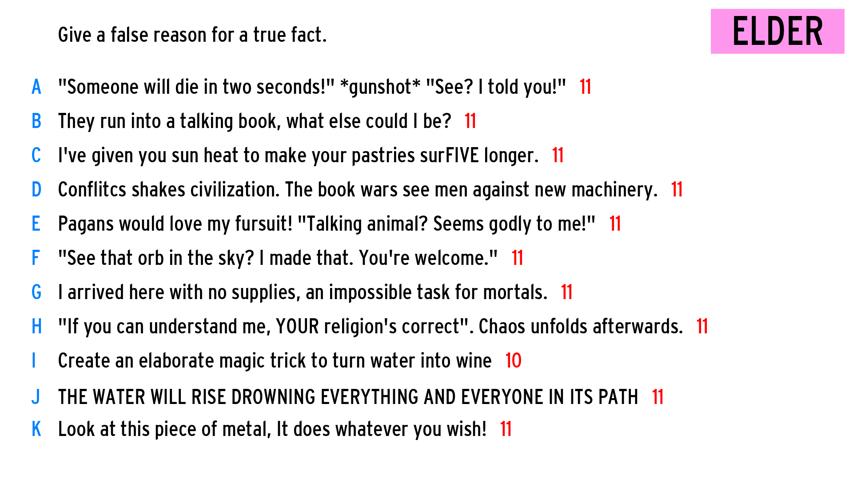 Give a false reason for a true fact.
ELDER
A "Someone will die in two seconds!" *gunshot* "See? I told you!" 11
B They run into a talking book, what else could I be? 11
C I've given you sun heat to make your pastries surFIVE longer. 11
D Conflitcs shakes civilization. The book wars see men against new machinery. 11
E Pagans would love my fursuit! "Talking animal? Seems godly to me!" 11
F "See that orb in the sky? I made that. You're welcome." 11
G I arrived here with no supplies, an impossible task for mortals. 11
H "If you can understand me, YOUR religion's correct". Chaos unfolds afterwards. 11
I Create an elaborate magic trick to turn water into wine 10
J THE WATER WILL RISE DROWNING EVERYTHING AND EVERYONE IN ITS PATH 11
K Look at this piece of metal, It does whatever you wish! 11